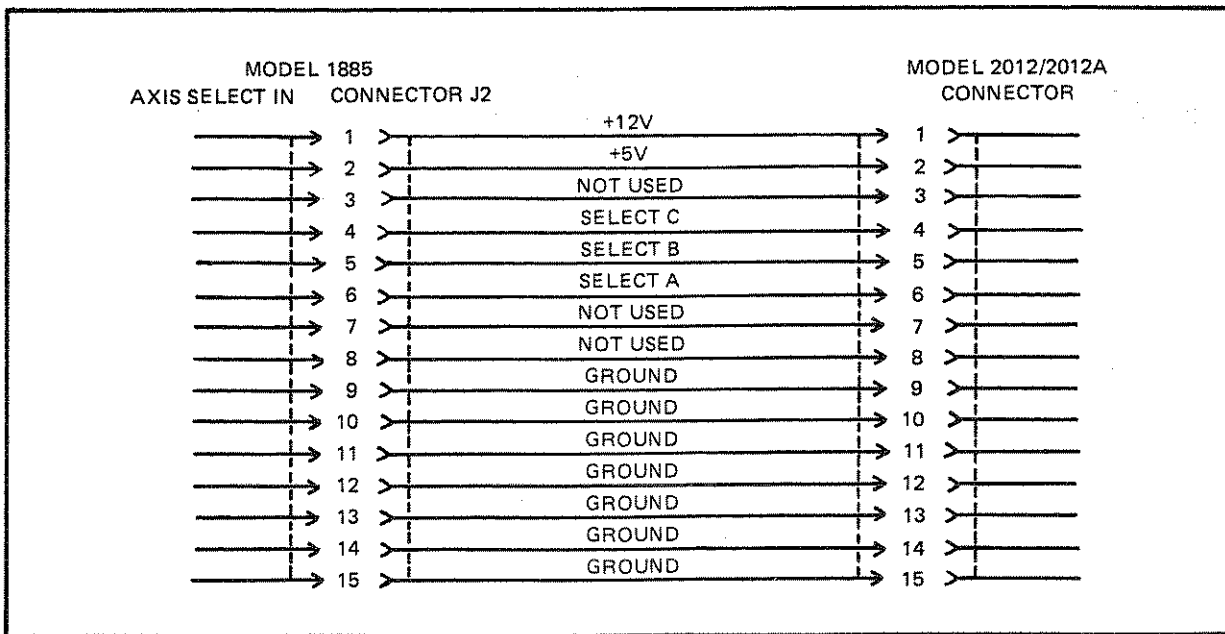 MODEL 1885 MODEL 2012/2012A
AXIS SELECT IN CONNECTOR J2 CONNECTOR
1 +12V 1
2 +5V 2
3 NOT USED 3
4 SELECT C 4
5 SELECT B 5
6 SELECT A 6
7 NOT USED 7
8 NOT USED 8
9 GROUND 9
10 GROUND 10
11 GROUND 11
12 GROUND 12
13 GROUND 13
14 GROUND 14
15 GROUND 15